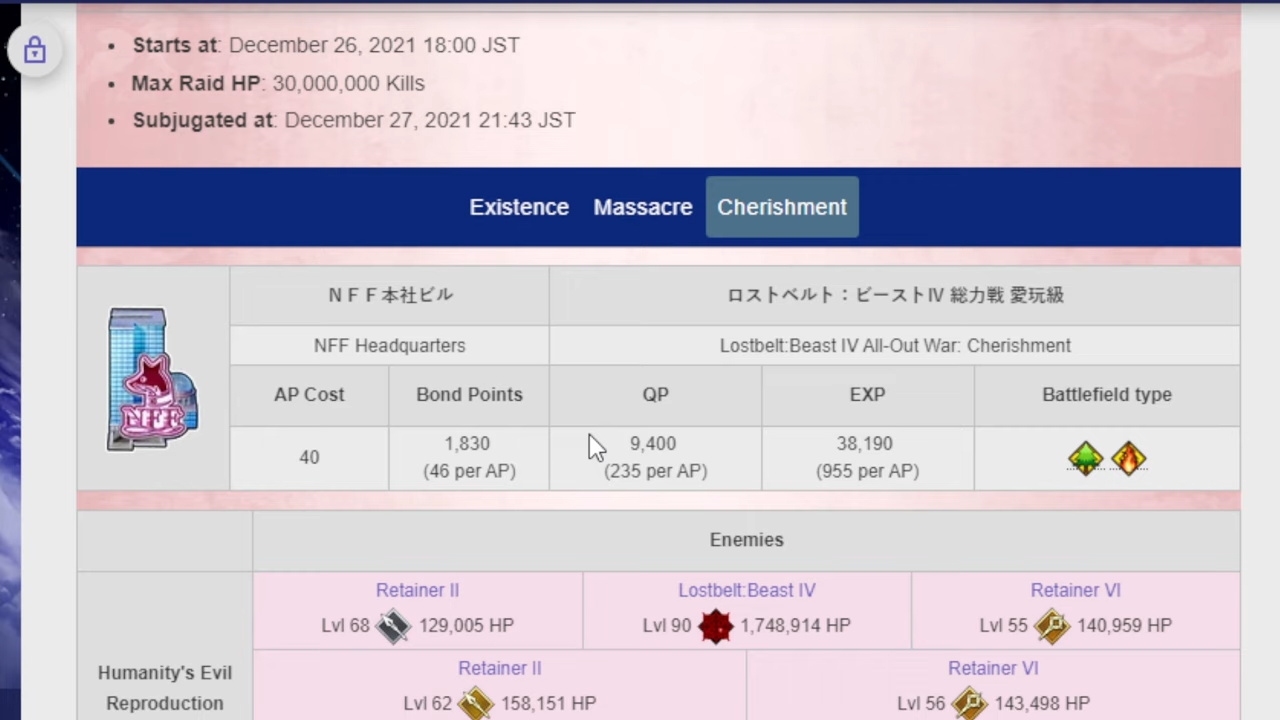 Starts at: December 26, 2021 18:00 JST
Max Raid HP: 30,000,000 Kills
Subjugated at: December 27, 2021 21:43 JST
Existence Massacre Cherishment
NFF本社ビル ロストベルト：ビーストⅣ 総力戦 愛玩級
NFF Headquarters Lostbelt:Beast IV All-Out War: Cherishment
AP Cost Bond Points QP EXP Battlefield type
40 1,830 9,400 38,190
(46 per AP) (235 per AP) (955 per AP)
NFF
Enemies
Retainer II Lostbelt:Beast IV Retainer VI
Lvl 68 129,005 HP Lvl 90 1,748,914 HP Lvl 55 140,959 HP
Humanity's Evil
Reproduction
Retainer II Retainer VI
Lvl 62 158,151 HP Lvl 56 143,498 HP